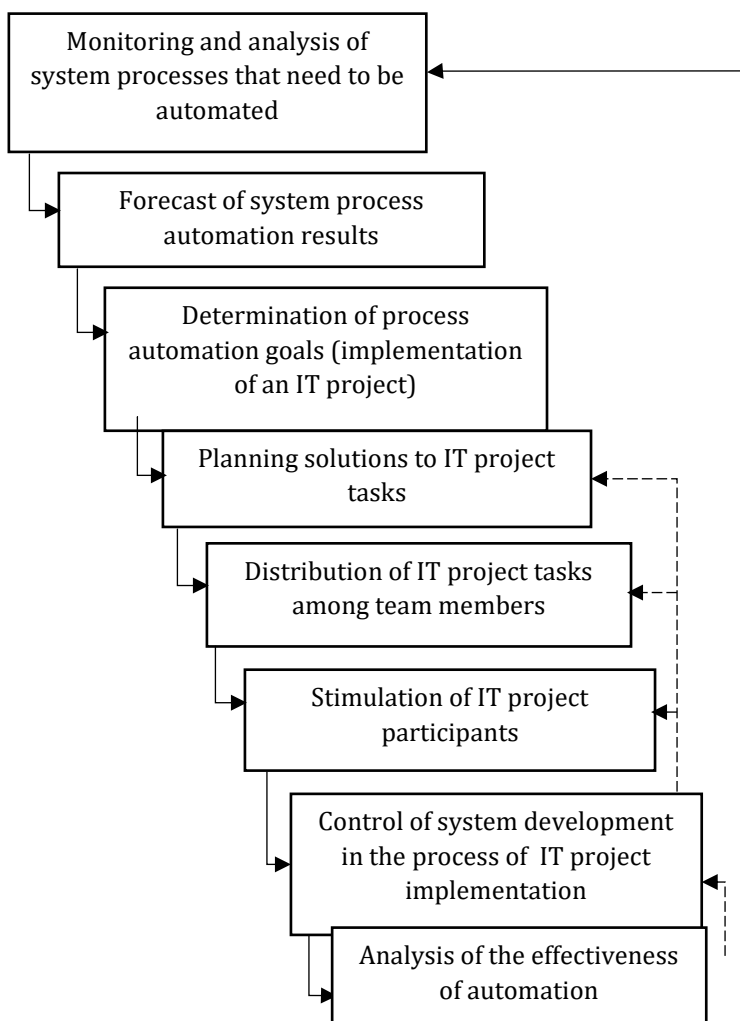 Monitoring and analysis of
system processes that need to be
automated
Forecast of system process
automation results
Determination of process
automation goals (implementation
of an IT project)
Planning solutions to IT project
tasks
Distribution of IT project tasks
among team members
Stimulation of IT project
participants
Control of system development
in the process of IT project
implementation
Analysis of the effectiveness
of automation